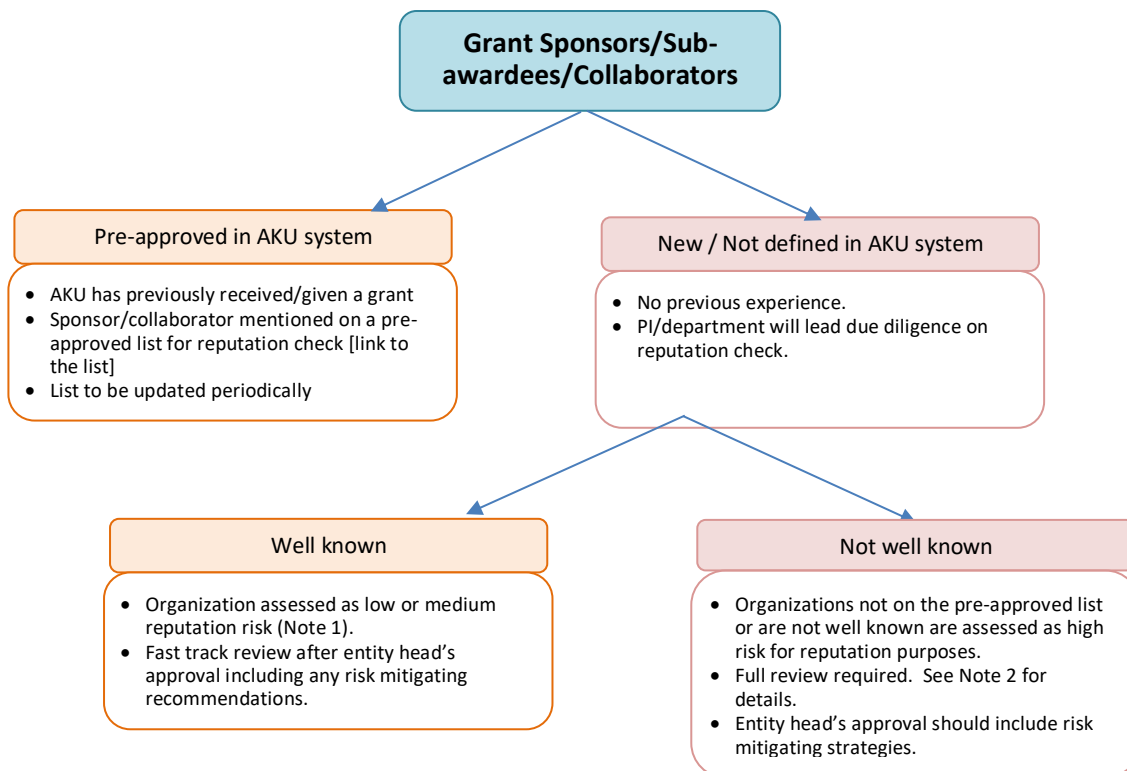 Grant Sponsors/Sub-
awardees/Collaborators
Pre-approved in AKU system
• AKU has previously received/given a grant
• Sponsor/collaborator mentioned on a pre-
approved list for reputation check [link to
the list]
• List to be updated periodically
New / Not defined in AKU system
• No previous experience.
• PI/department will lead due diligence on
reputation check.
Well known
• Organization assessed as low or medium
reputation risk (Note 1).
• Fast track review after entity head’s
approval including any risk mitigating
recommendations.
Not well known
• Organizations not on the pre-approved list
or are not well known are assessed as high
risk for reputation purposes.
• Full review required.  See Note 2 for
details.
• Entity head’s approval should include risk
mitigating strategies.